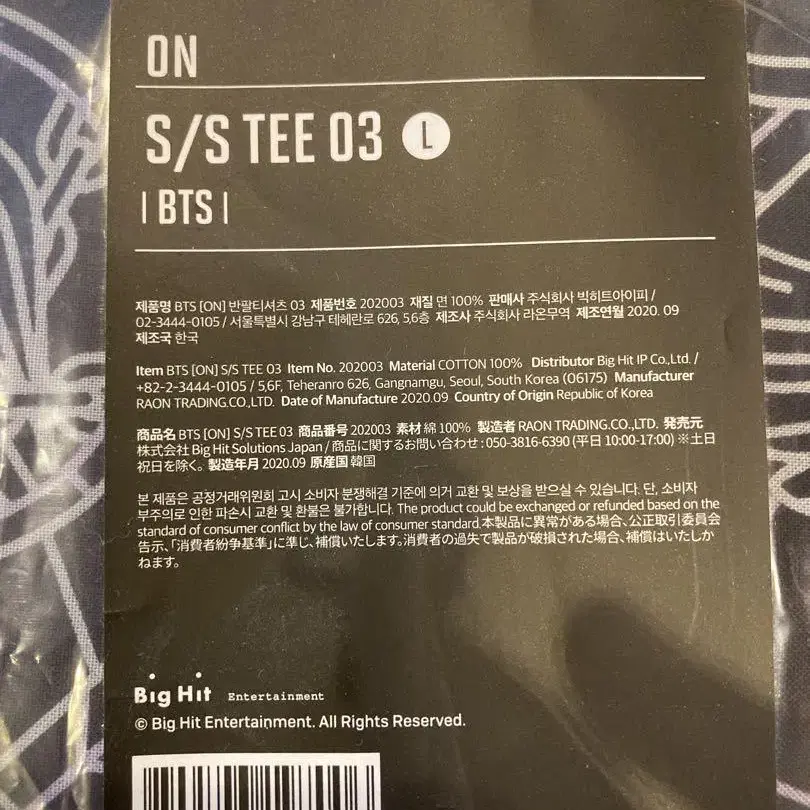 ON
S/S TEE 03 L
| BTS |
제품명 BTS [ON] 반팔티셔츠 03 제품번호 202003 재질 면 100% 판매사 주식회사 빅히트아이피 /
02-3444-0105 / 서울특별시 강남구 테헤란로 626, 5,6층 제조사 주식회사 라온무역 제조연월 2020. 09
제조국 한국
Item BTS [ON] S/S TEE 03 Item No. 202003 Material COTTON 100% Distributor Big Hit IP Co.,Ltd. /
+82-2-3444-0105 / 5,6F, Teheranro 626, Gangnamgu, Seoul, South Korea (06175) Manufacturer
RAON TRADING.CO.,LTD. Date of Manufacture 2020.09 Country of Origin Republic of Korea
商品名 BTS [ON] S/S TEE 03 商品番号 202003 素材 綿 100% 製造者 RAON TRADING.CO.,LTD. 発売元
株式会社 Big Hit Solutions Japan / 商品に関するお問い合わせ : 050-3816-6390 (平日 10:00-17:00) ※土日
祝日を除く。 製造年月 2020.09 原産国 韓国
본 제품은 공정거래위원회 고시 소비자 분쟁해결 기준에 의거 교환 및 보상을 받으실 수 있습니다. 단, 소비자
부주의로 인한 파손시 교환 및 환불은 불가합니다. The product could be exchanged or refunded based on the
standard of consumer conflict by the law of consumer standard.本製品に異常がある場合、公正取引委員会
告示、「消費者紛争基準」に準じ、補償いたします。消費者の過失で製品が破損された場合、補償はいたしか
ねます。
Big Hit Entertainment
© Big Hit Entertainment. All Rights Reserved.